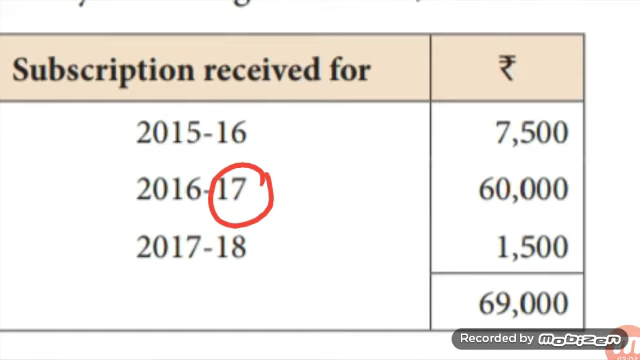 Subscription received for ₹
2015-16 7,500
2016-17 60,000
2017-18 1,500
69,000
Recorded by mobizen